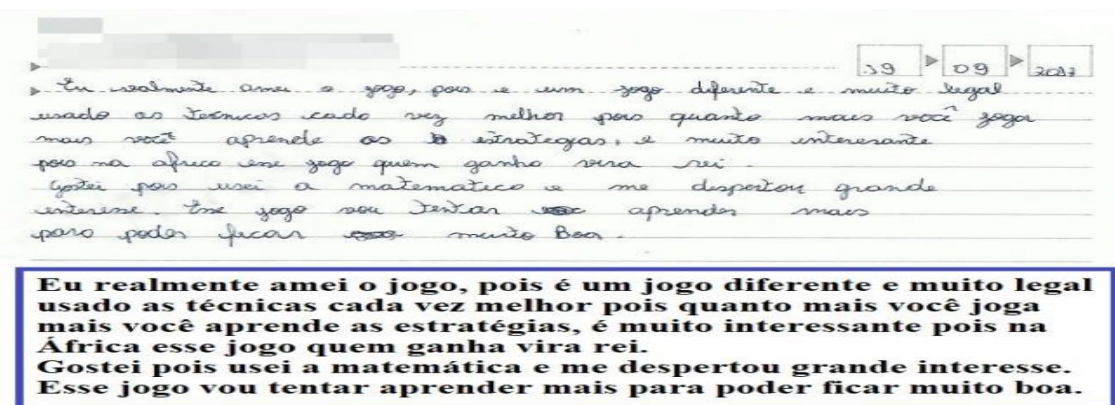 19 09 2017
Eu realmente amei o jogo, pois e um jogo diferente e muito legal
usado as tecnicas cada vez melhor pois quanto mais você joga
mais você aprende as estrategias, e muito interesante
pois na africa ese jogo quem ganha vira rei.
Gostei pois usei a matematica e me despertou grande
interese. Ese jogo vou tentar aprender mais
para poder ficar muito Boa.
Eu realmente amei o jogo, pois é um jogo diferente e muito legal
usado as técnicas cada vez melhor pois quanto mais você joga
mais você aprende as estratégias, é muito interessante pois na
África esse jogo quem ganha vira rei.
Gostei pois usei a matemática e me despertou grande interesse.
Esse jogo vou tentar aprender mais para poder ficar muito boa.